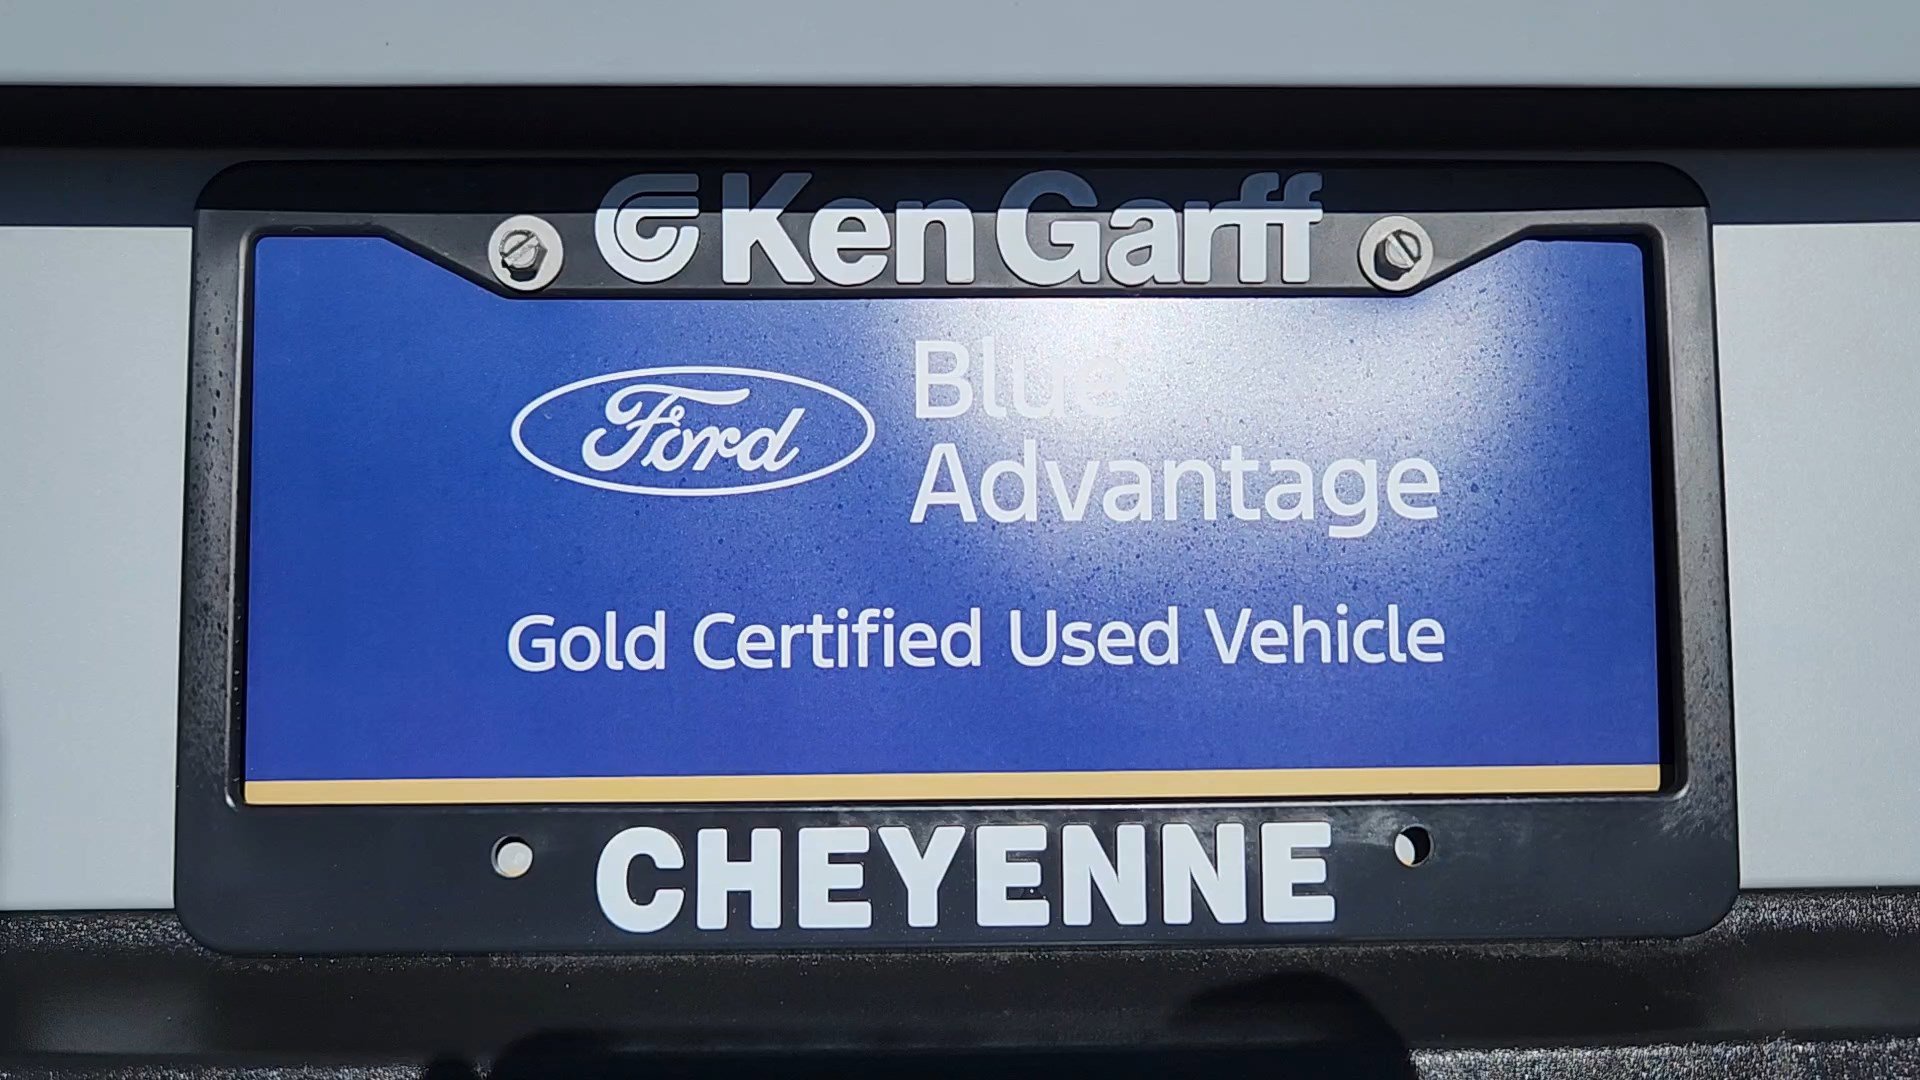 Ken Garff
Ford
Blue
Advantage
Gold Certified Used Vehicle
CHEYENNE